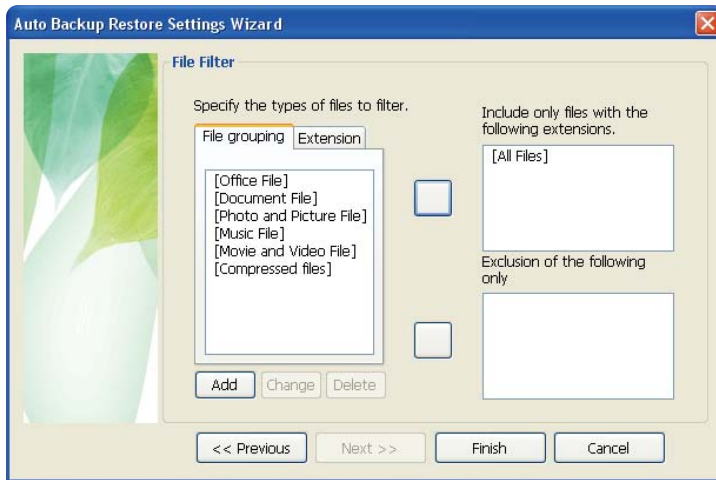 Auto Backup Restore Settings Wizard
File Filter
Specify the types of files to filter.
File grouping
Extension
[Office File]
[Document File]
[Photo and Picture File]
[Music File]
[Movie and Video File]
[Compressed files]
Add
Change
Delete
Include only files with the
following extensions.
[All Files]
Exclusion of the following
only
<< Previous
Next >>
Finish
Cancel